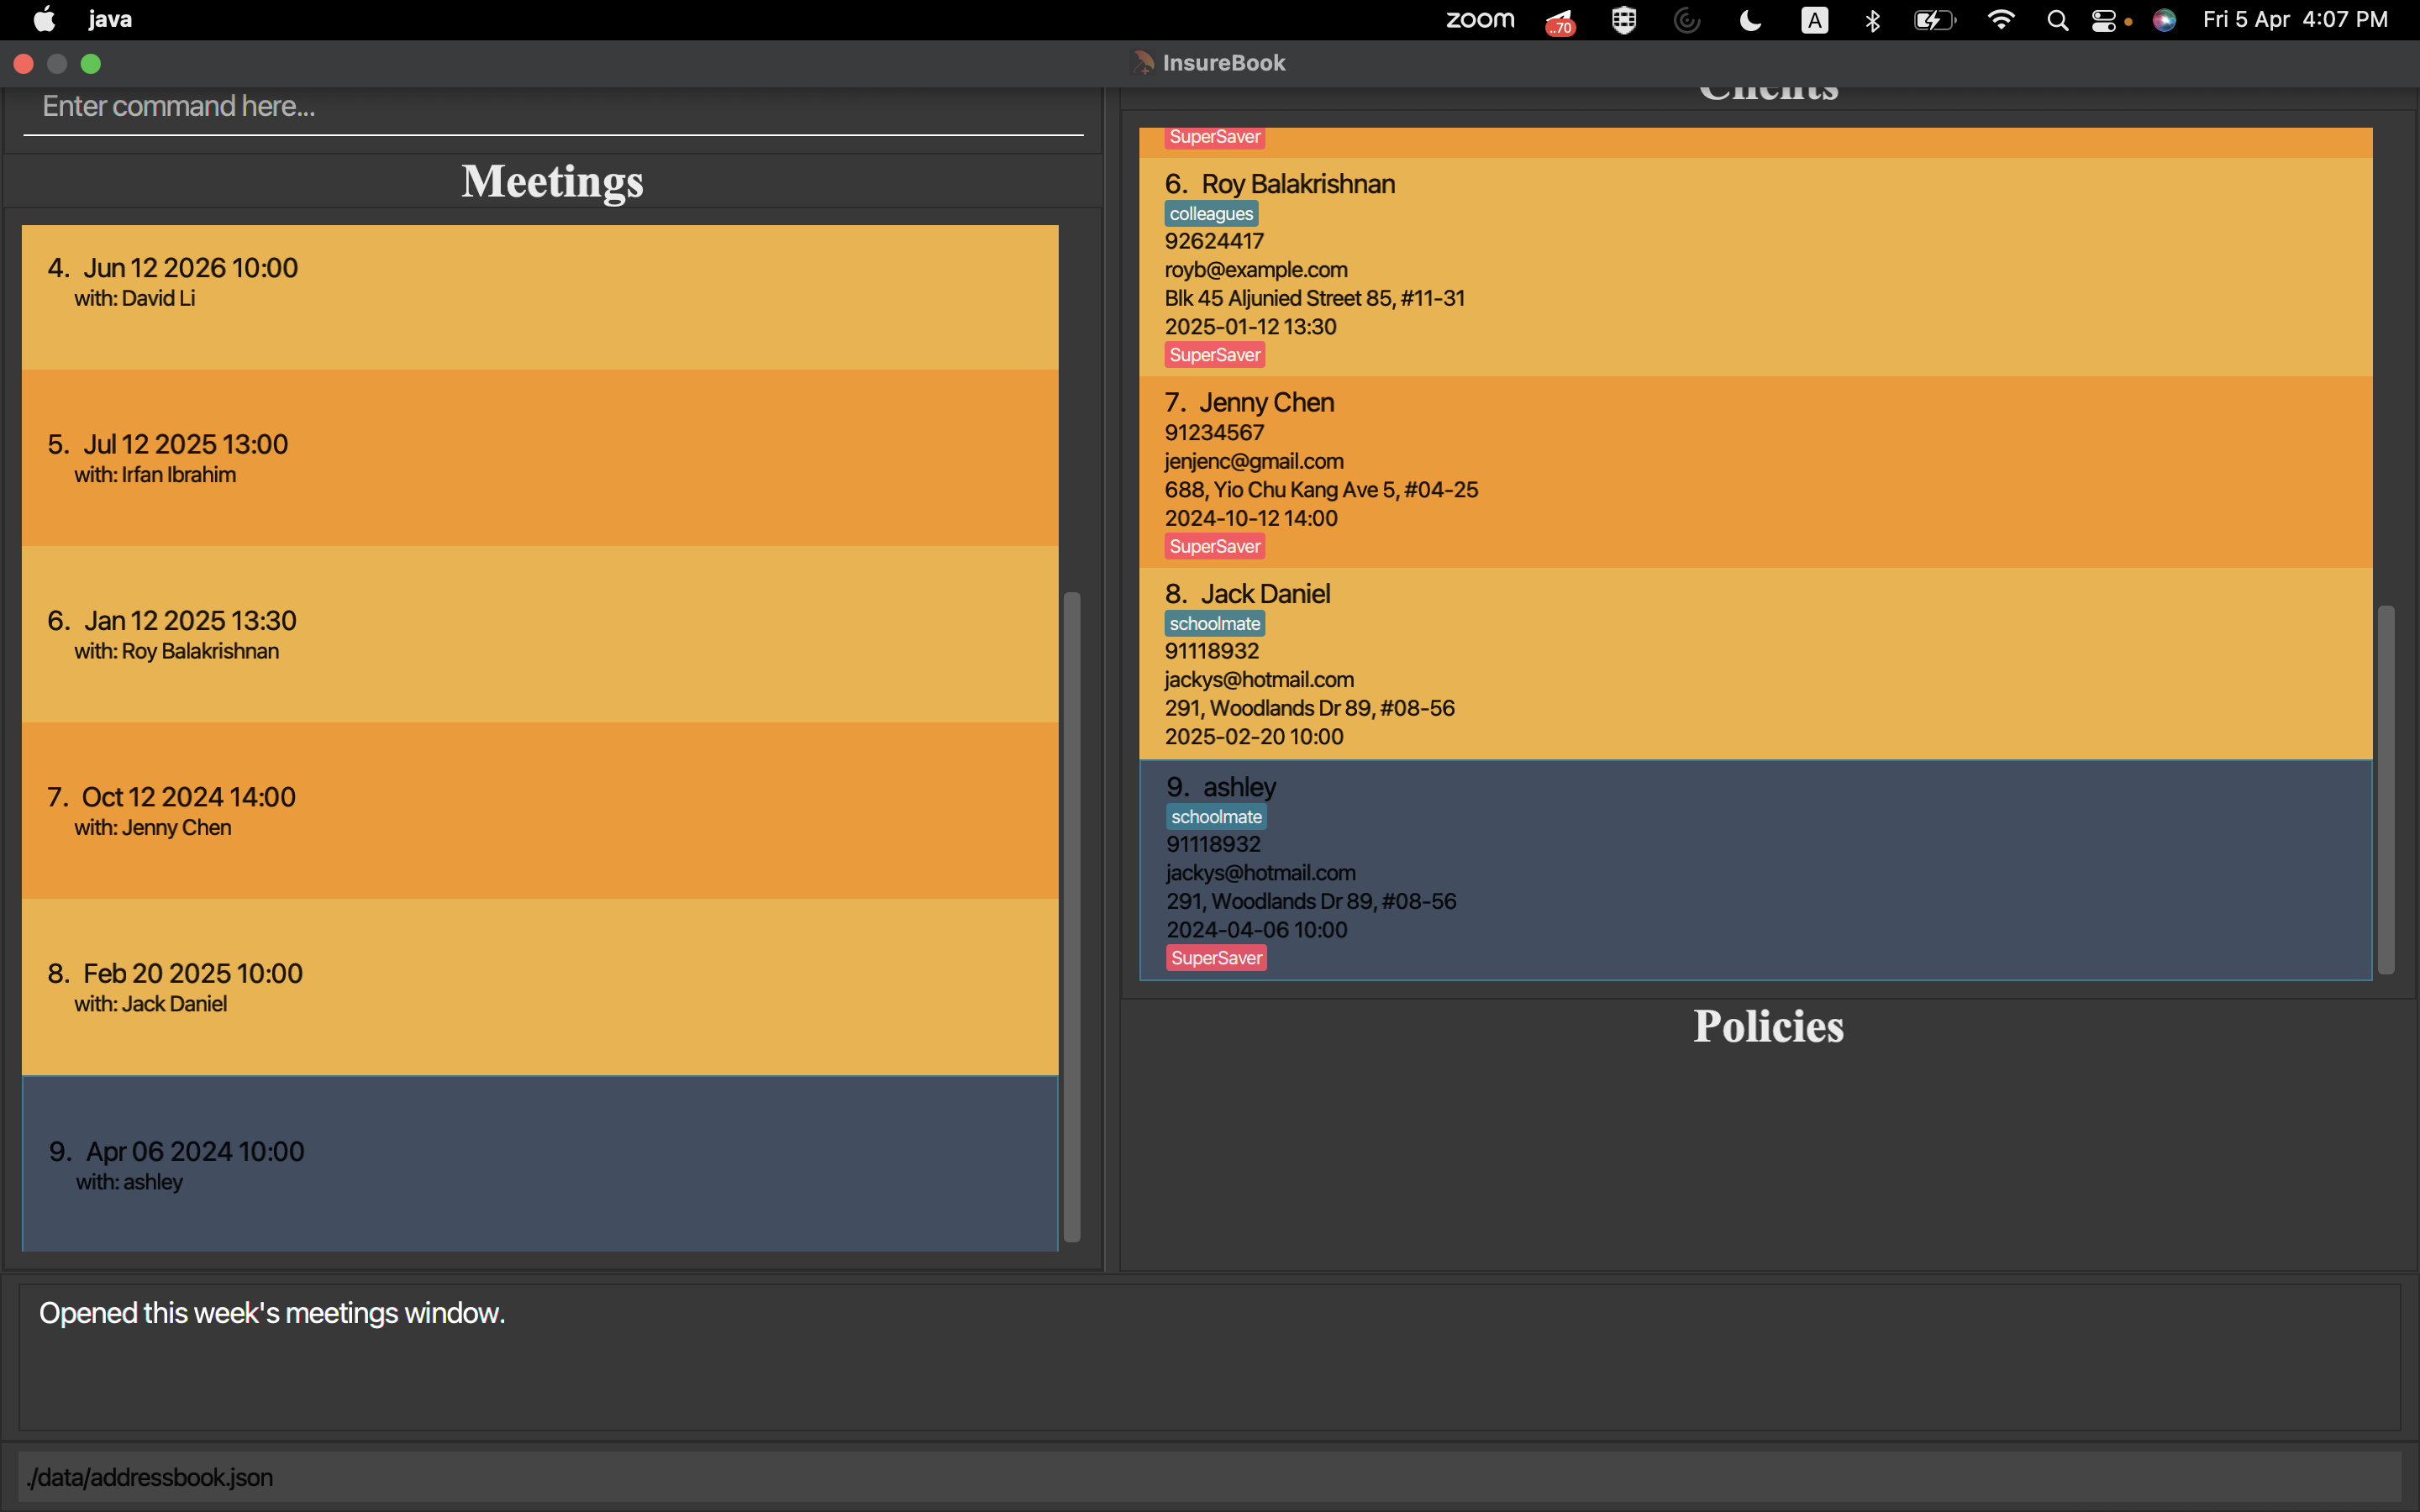 java
zoom
..70
A
Fri 5 Apr 4:07 PM
InsureBook
Enter command here...
Meetings
4. Jun 12 2026 10:00
with: David Li
5. Jul 12 2025 13:00
with: Irfan Ibrahim
6. Jan 12 2025 13:30
with: Roy Balakrishnan
7. Oct 12 2024 14:00
with: Jenny Chen
8. Feb 20 2025 10:00
with: Jack Daniel
9. Apr 06 2024 10:00
with: ashley
Clients
SuperSaver
6. Roy Balakrishnan
colleagues
92624417
royb@example.com
Blk 45 Aljunied Street 85, #11-31
2025-01-12 13:30
SuperSaver
7. Jenny Chen
91234567
jenjenc@gmail.com
688, Yio Chu Kang Ave 5, #04-25
2024-10-12 14:00
SuperSaver
8. Jack Daniel
schoolmate
91118932
jackys@hotmail.com
291, Woodlands Dr 89, #08-56
2025-02-20 10:00
9. ashley
schoolmate
91118932
jackys@hotmail.com
291, Woodlands Dr 89, #08-56
2024-04-06 10:00
SuperSaver
Policies
Opened this week's meetings window.
./data/addressbook.json